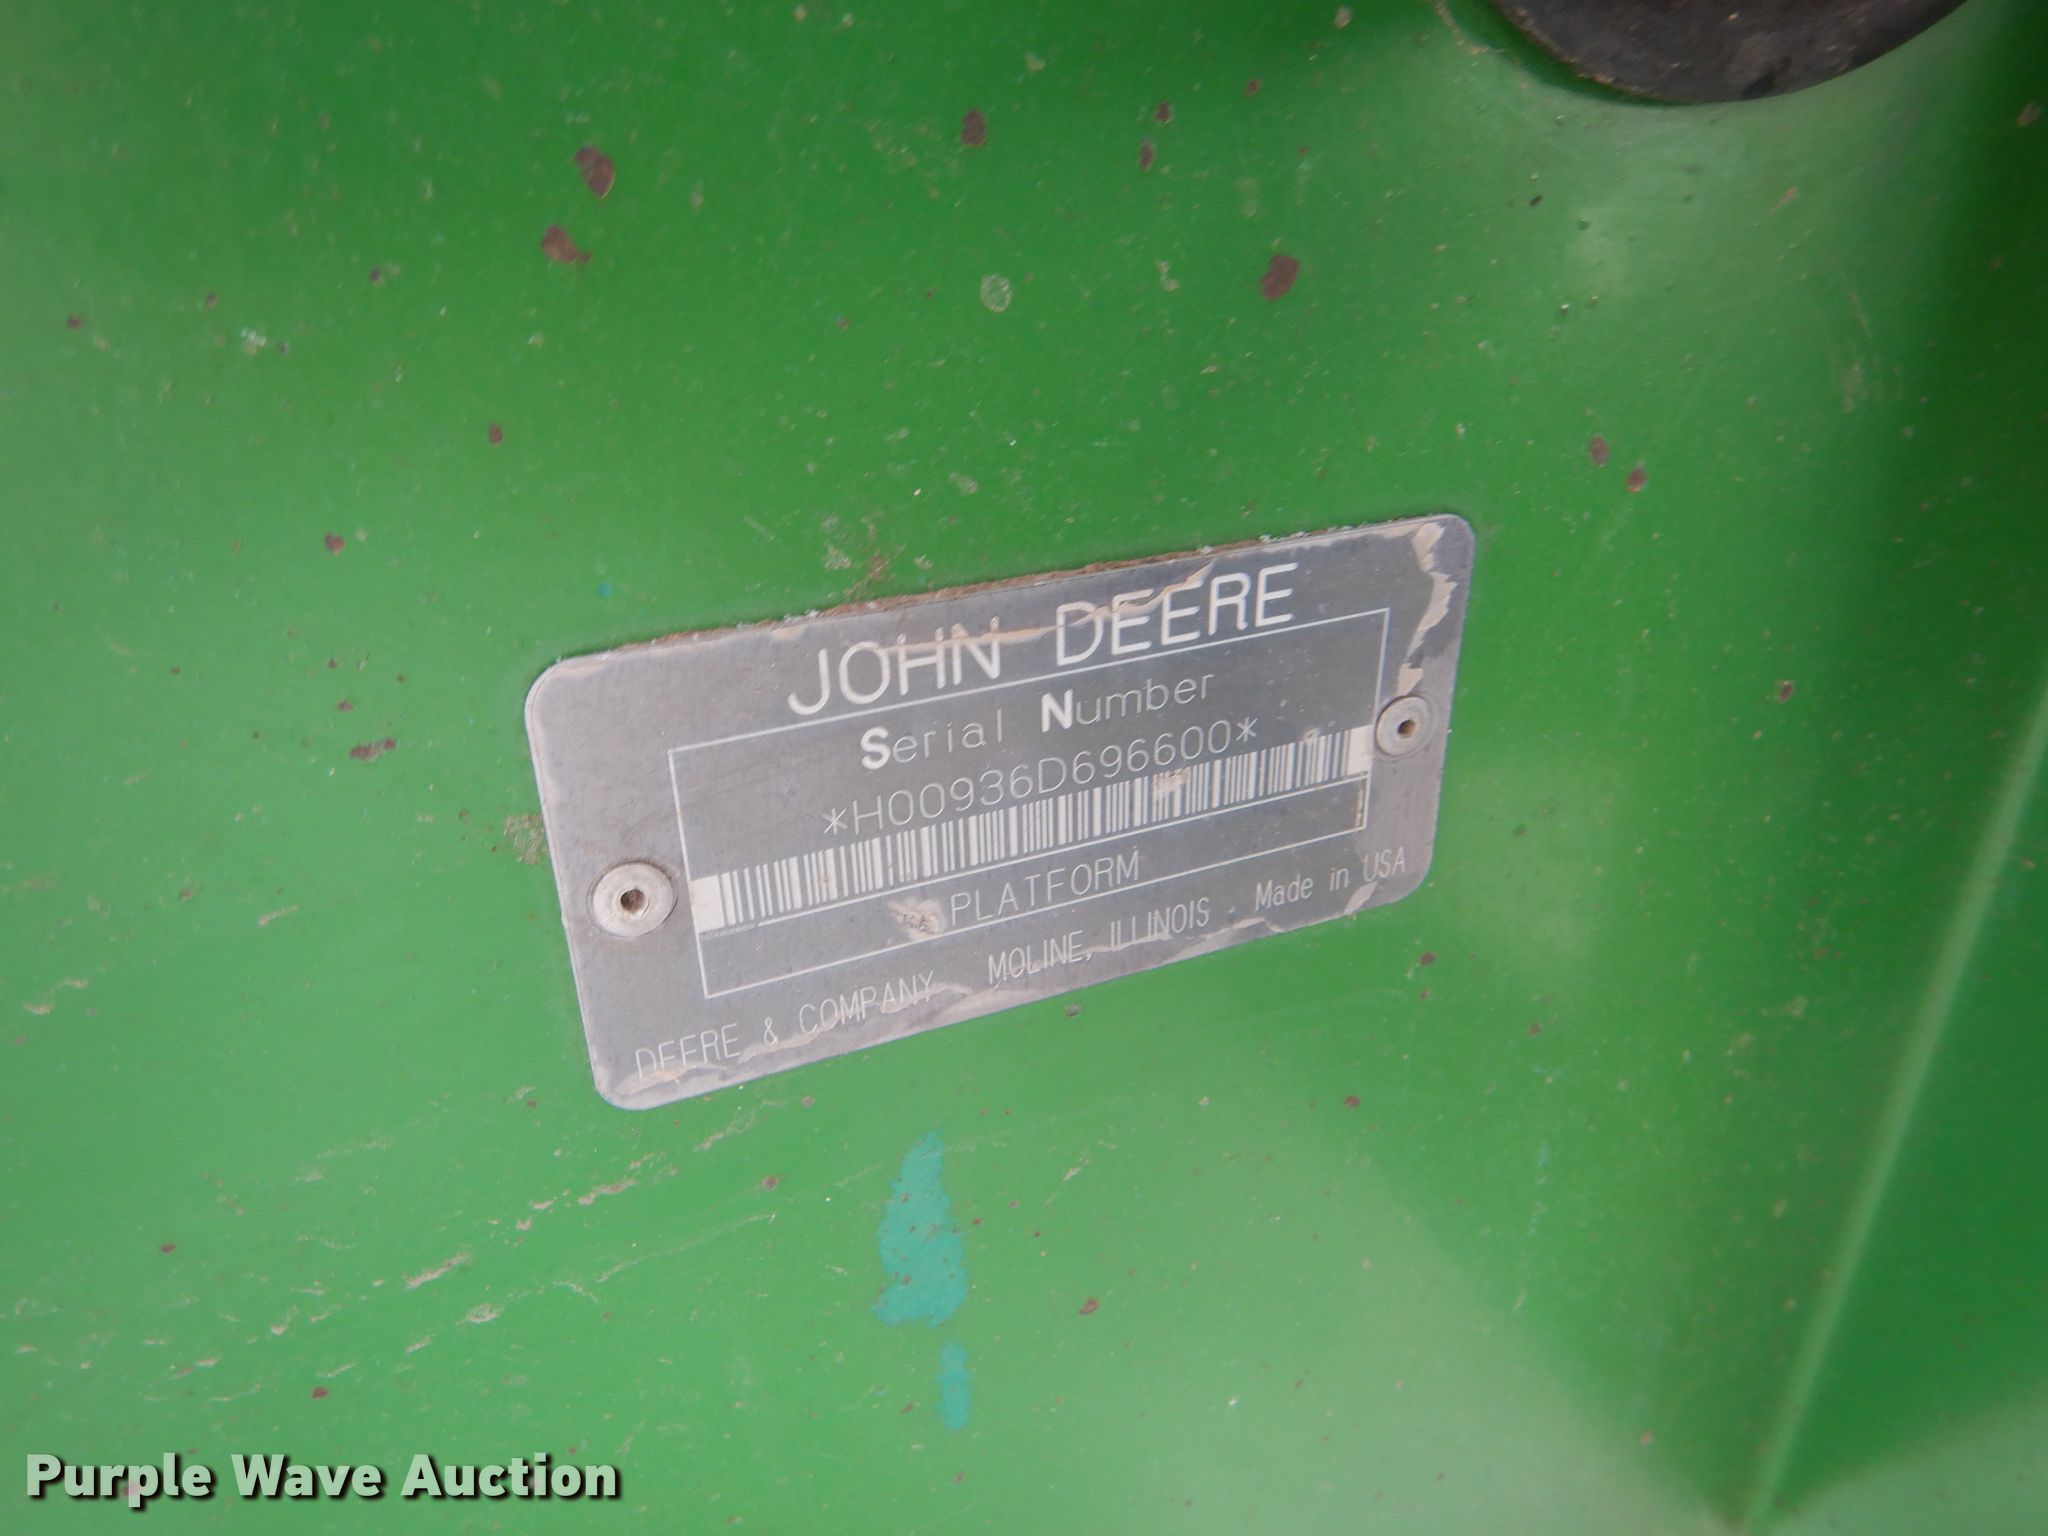 JOHN DEERE
Serial Number
*H00936D696600*
PLATFORM
DEERE & COMPANY MOLINE, ILLINOIS Made in USA
Purple Wave Auction